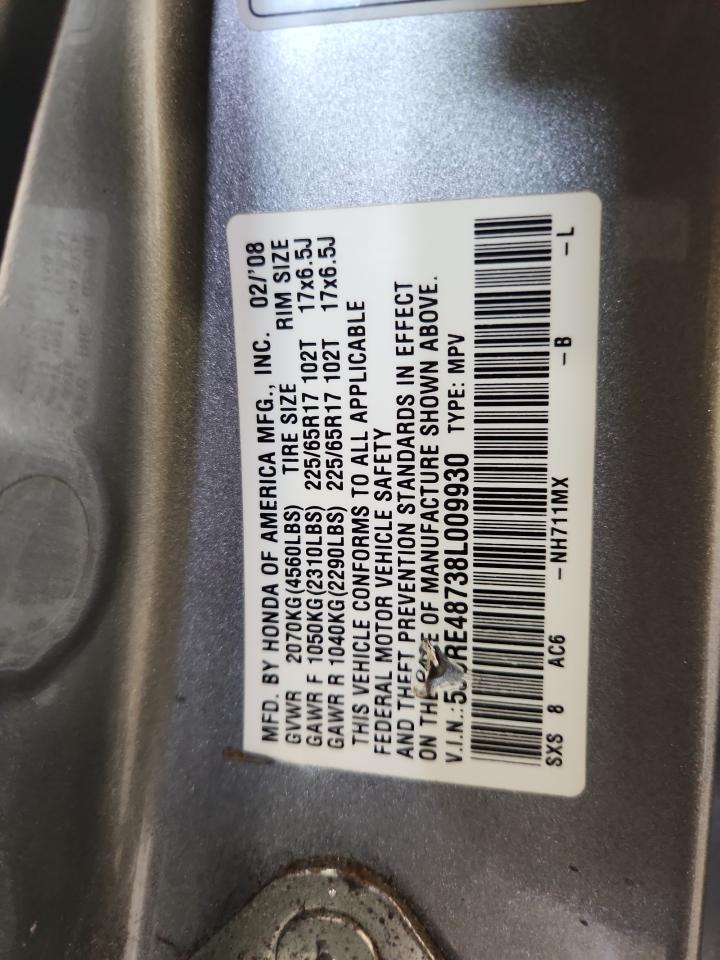 MFD. BY HONDA OF AMERICA MFG., INC. 02/'08
GVWR 2070KG(4560LBS) TIRE SIZE RIM SIZE
GAWR F 1050KG(2310LBS) 225/65R17 102T 17x6.5J
GAWR R 1040KG(2290LBS) 225/65R17 102T 17x6.5J
THIS VEHICLE CONFORMS TO ALL APPLICABLE
FEDERAL MOTOR VEHICLE SAFETY
AND THEFT PREVENTION STANDARDS IN EFFECT
ON OF MANUFACTURE SHOWN ABOVE.
V.I.N.: TYPE: MPV
SXS 8 AC6 -NH711MX -B -L